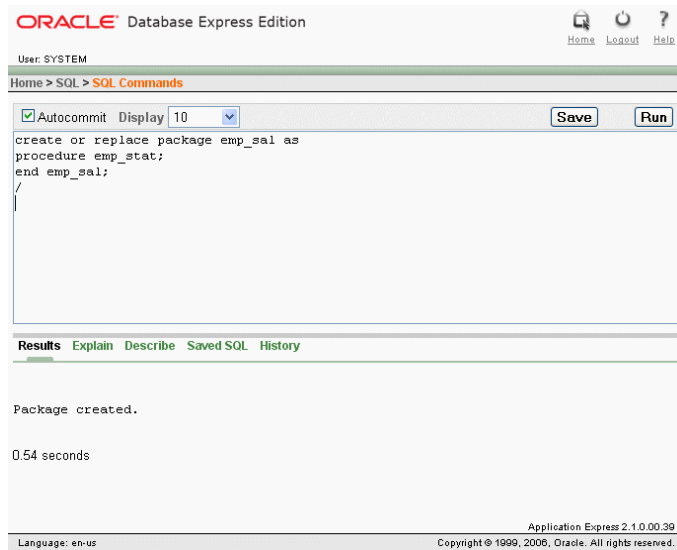 ORACLE Database Express Edition
Home Logout Help
User: SYSTEM
Home > SQL > SQL Commands
Autocommit Display 10 Save Run
create or replace package emp_sal as
procedure emp_stat;
end emp_sal;
/
Results Explain Describe Saved SQL History
Package created.
0.54 seconds
Application Express 2.1.0.00.39
Language: en-us Copyright © 1999, 2006, Oracle. All rights reserved.